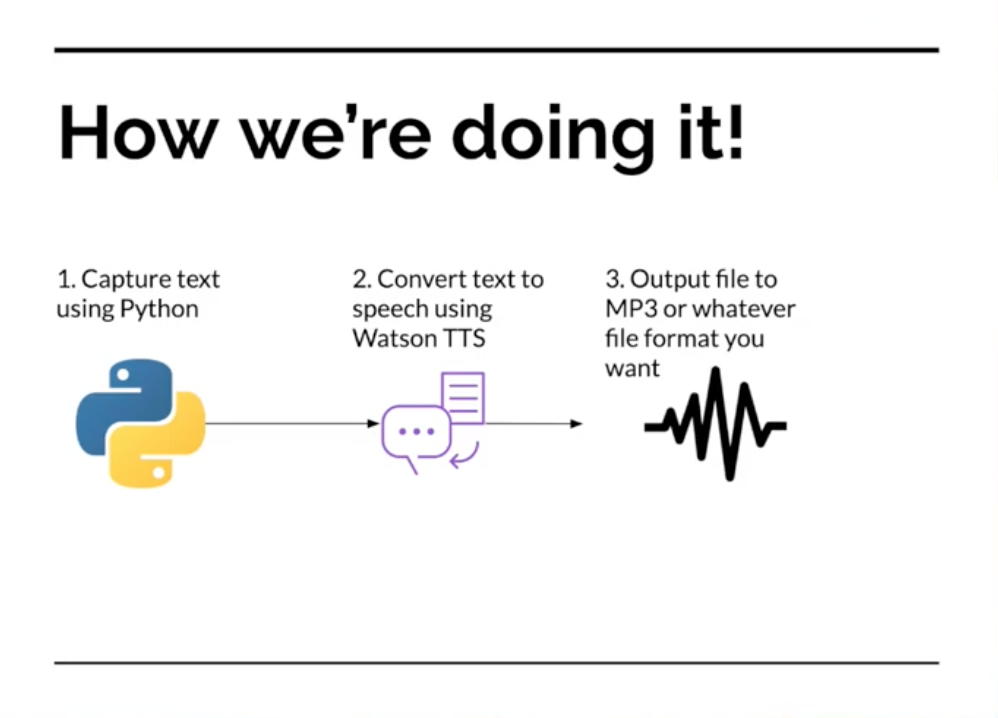 How we're doing it!
1. Capture text
using Python
2. Convert text to
speech using
Watson TTS
3. Output file to
MP3 or whatever
file format you
want